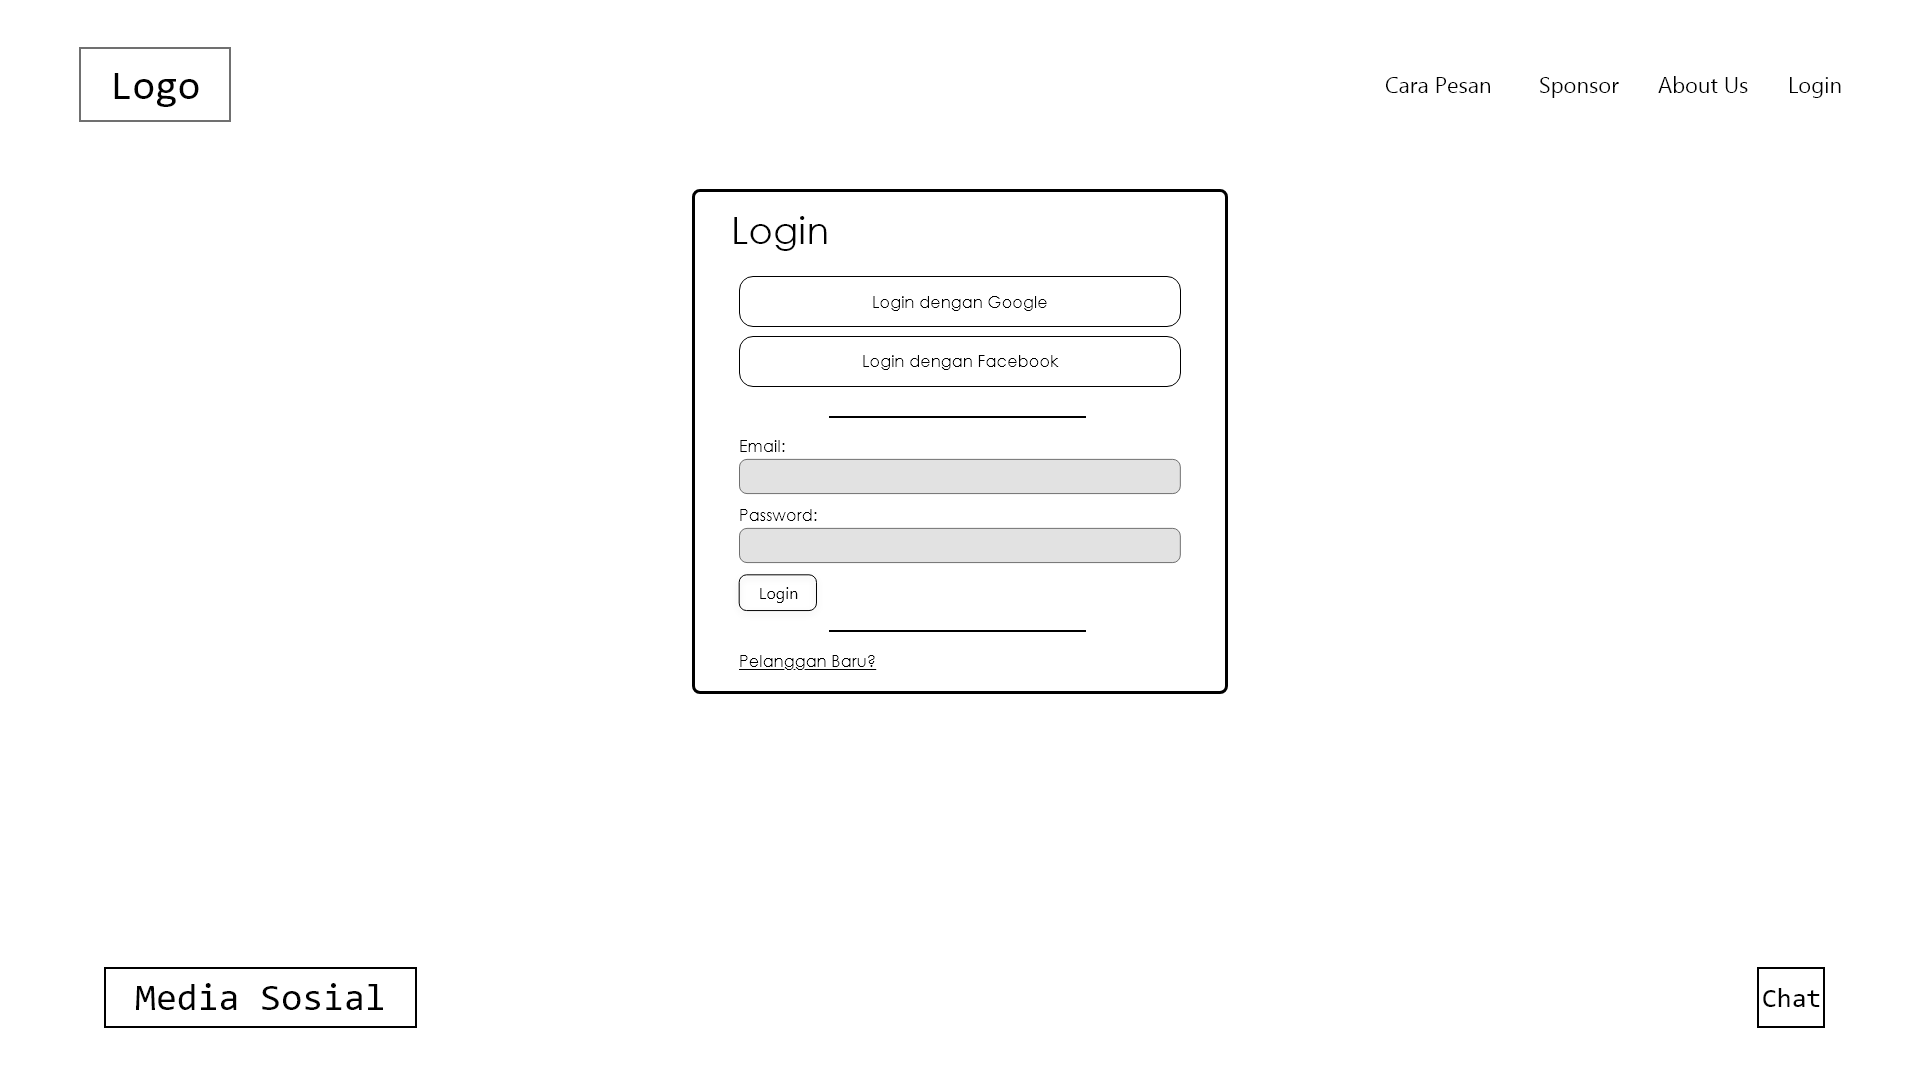 Logo
Cara Pesan
Sponsor
About Us
Login
Login
Login dengan Google
Login dengan Facebook
Email:
Password:
Login
Pelanggan Baru?
Media Sosial
Chat